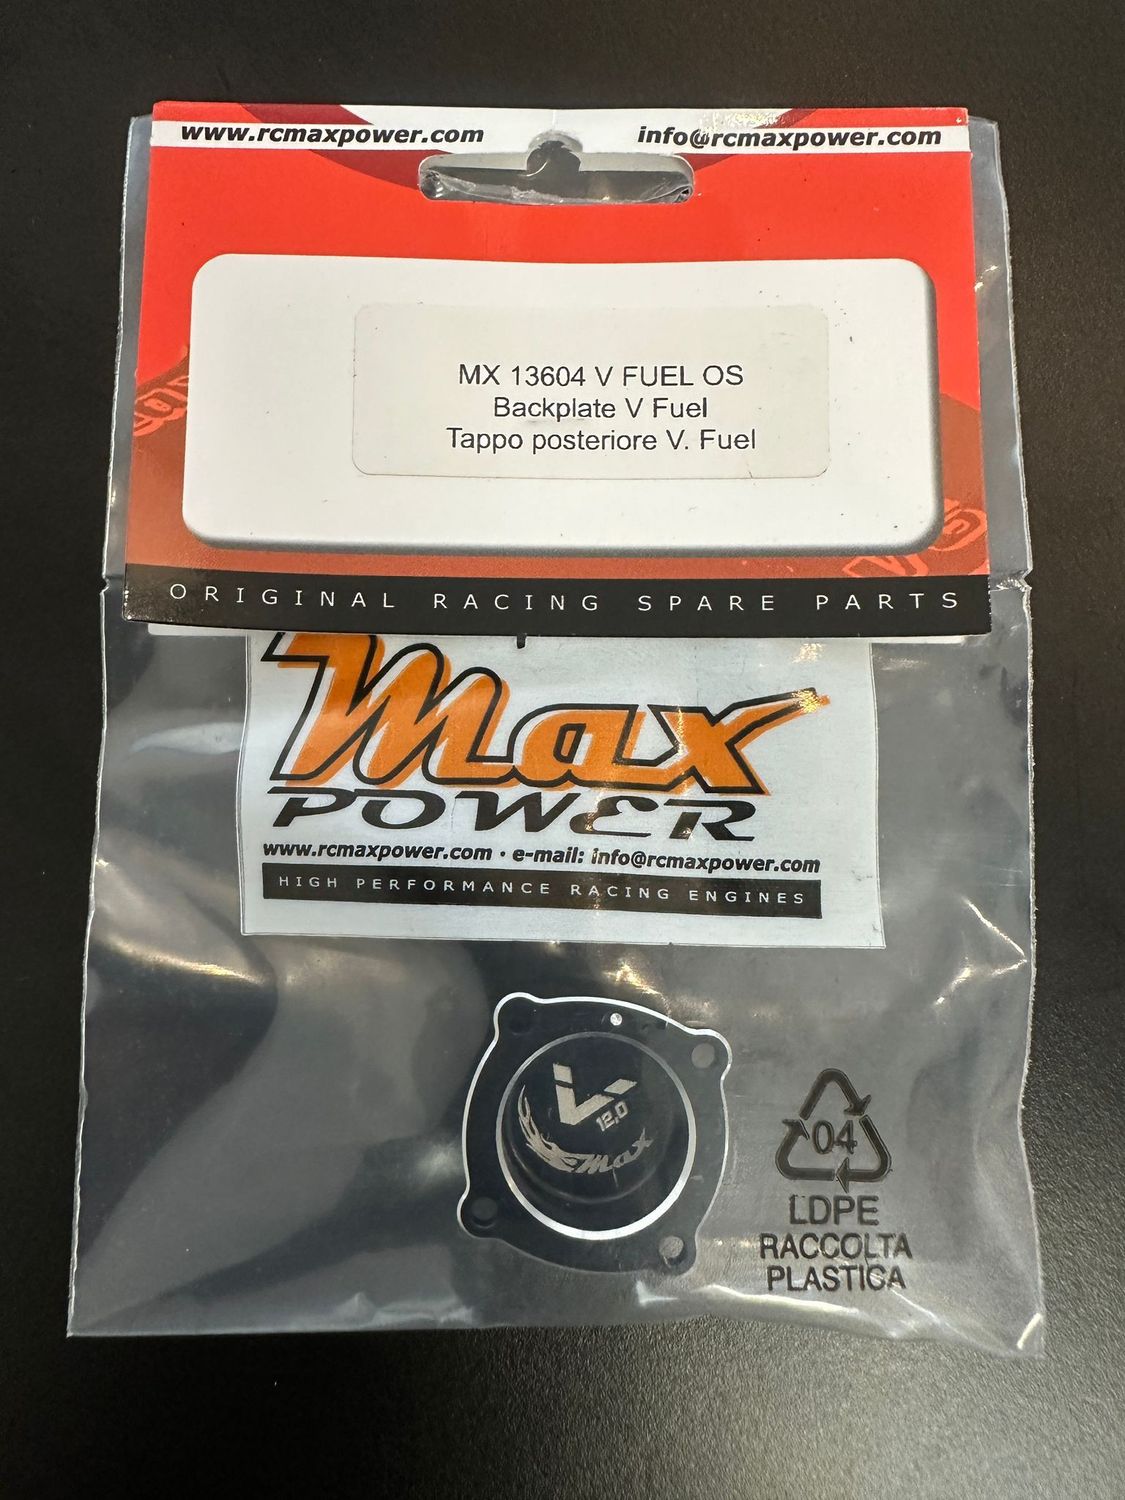 www.rcmaxpower.com
info@rcmaxpower.com
MX 13604 V FUEL OS
Backplate V Fuel
Tappo posteriore V. Fuel
ORIGINAL RACING SPARE PARTS
Max
POWER
www.rcmaxpower.com • e-mail: info@rcmaxpower.com
HIGH PERFORMANCE RACING ENGINES
V
12.0
Max
04
LDPE
RACCOLTA
PLASTICA